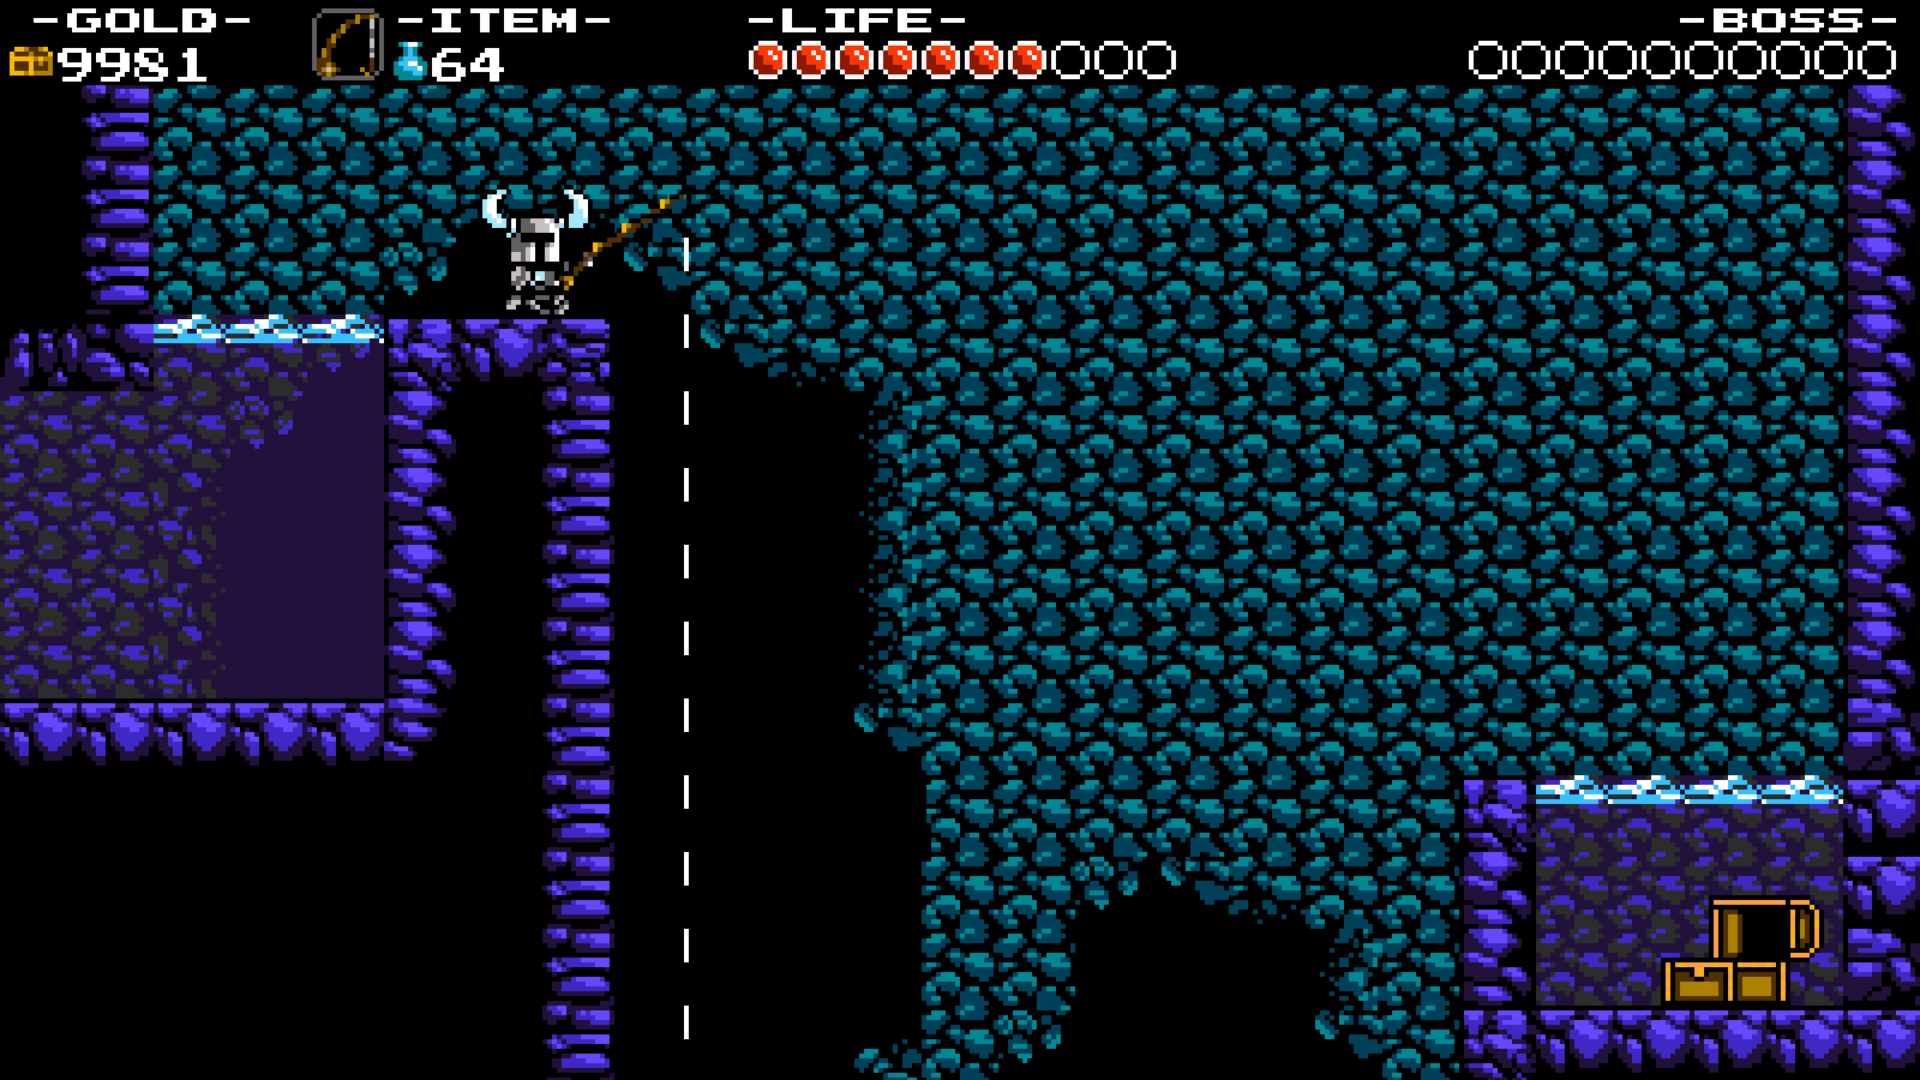 -GOLD- -ITEM- -LIFE- -BOSS-
9981 64